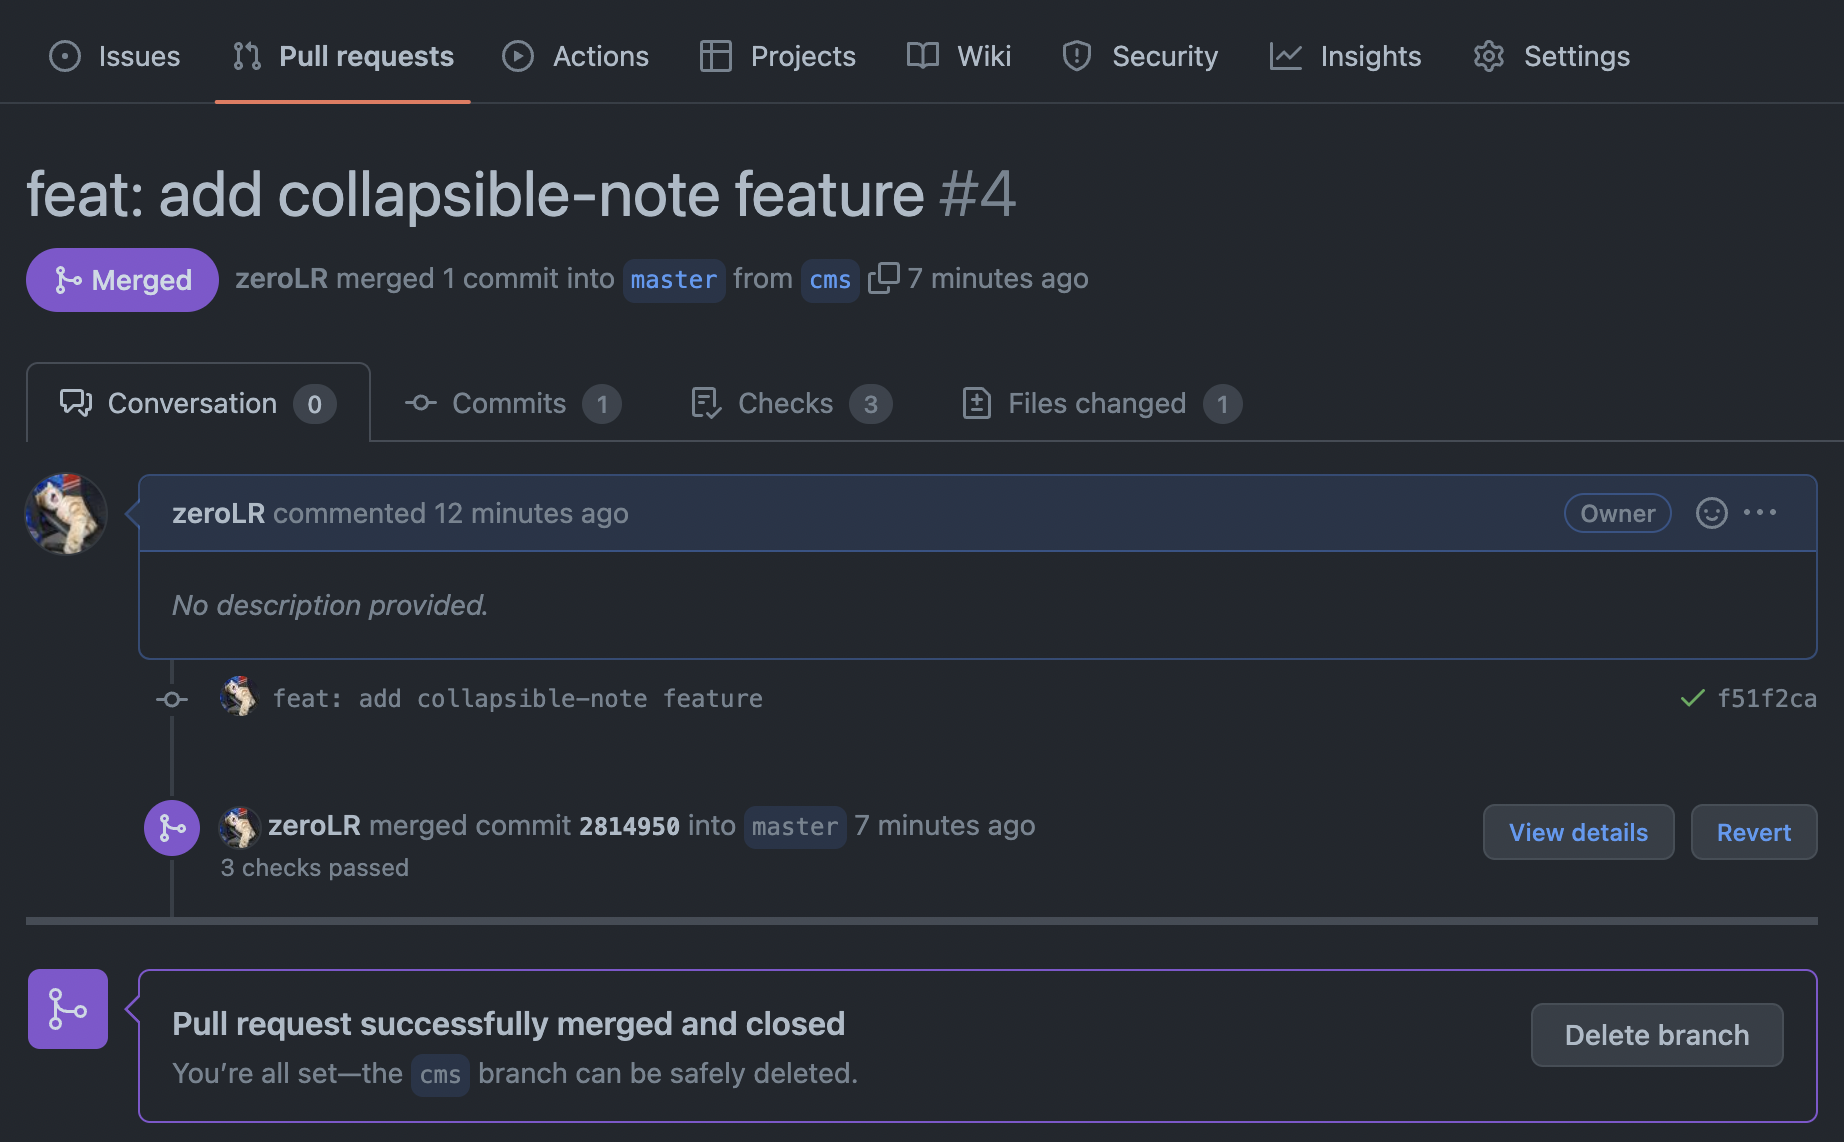 Issues Pull requests Actions Projects Wiki Security Insights Settings
feat: add collapsible-note feature #4
Merged zeroLR merged 1 commit into master from cms 7 minutes ago
Conversation 0 Commits 1 Checks 3 Files changed 1
zeroLR commented 12 minutes ago Owner
No description provided.
feat: add collapsible-note feature f51f2ca
zeroLR merged commit 2814950 into master 7 minutes ago View details Revert
3 checks passed
Pull request successfully merged and closed
You’re all set—the cms branch can be safely deleted.
Delete branch